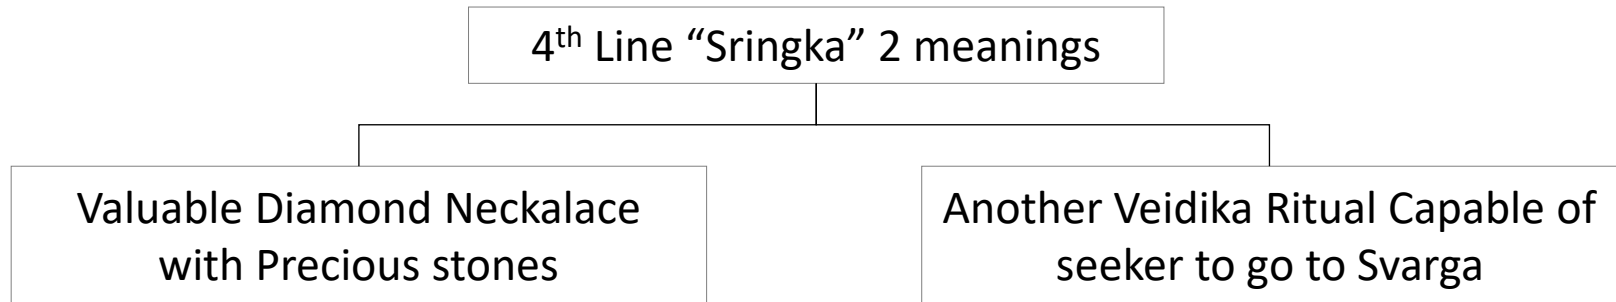 4th Line “Sringka” 2 meanings
Valuable Diamond Neckalace
with Precious stones
Another Veidika Ritual Capable of
seeker to go to Svarga